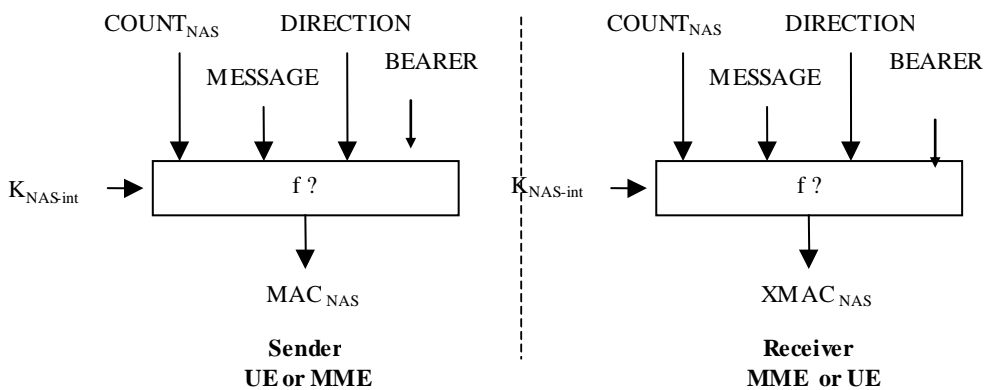 COUNT_NAS DIRECTION
BEARER
MESSAGE
K_NAS-int
f ?
MAC_NAS
Sender
UE or MME
COUNT_NAS DIRECTION
BEARER
MESSAGE
K_NAS-int
f ?
XMAC_NAS
Receiver
MME or UE